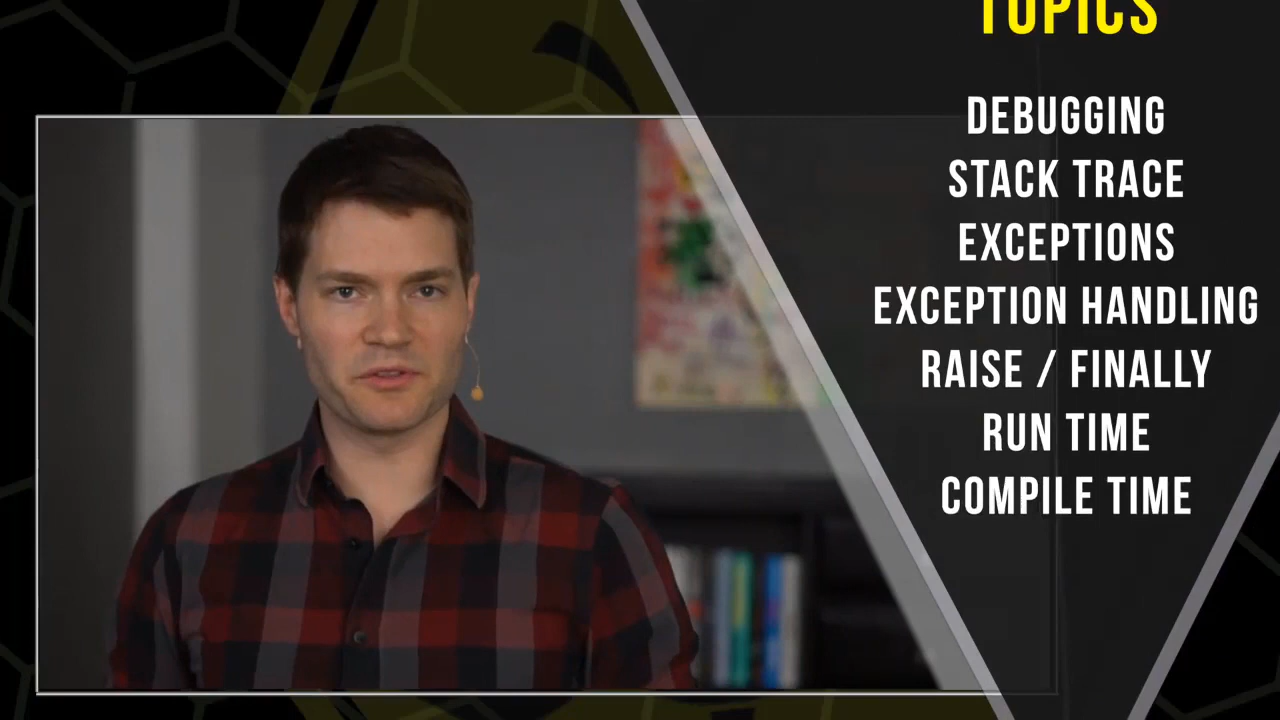 TOPICS
DEBUGGING
STACK TRACE
EXCEPTIONS
EXCEPTION HANDLING
RAISE / FINALLY
RUN TIME
COMPILE TIME